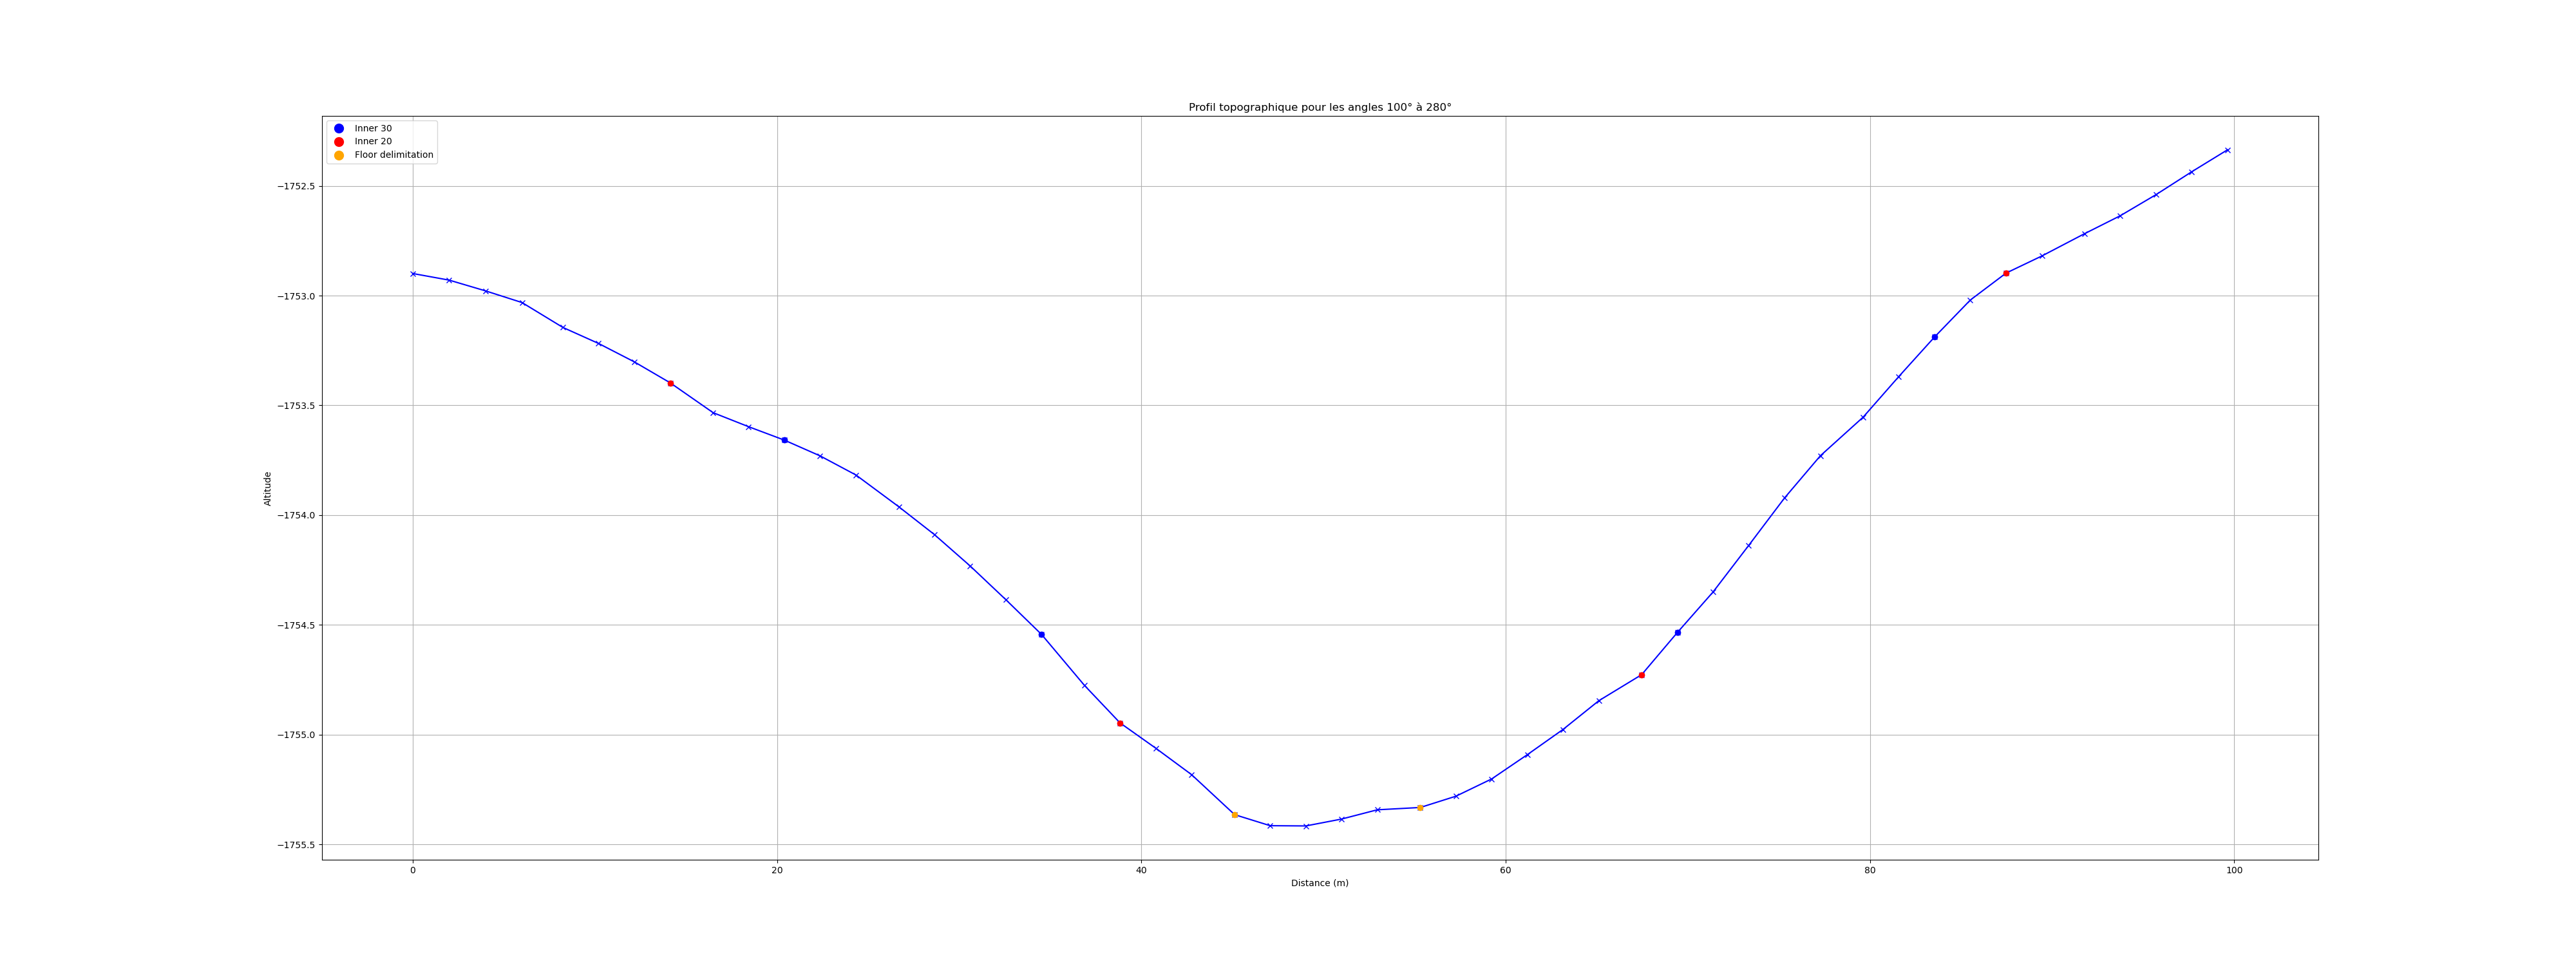 Profil topographique pour les angles 100° à 280°
Inner 30
Inner 20
Floor delimitation
−1752.5
−1753.0
−1753.5
−1754.0
−1754.5
−1755.0
−1755.5
Altitude
0
20
40
60
80
100
Distance (m)